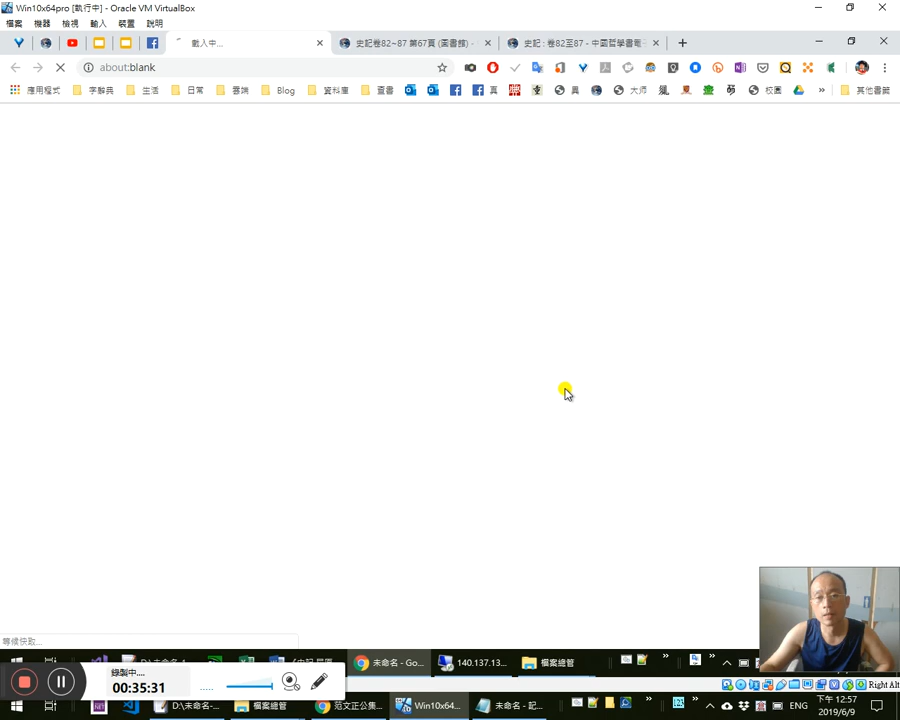 Win10x64pro [執行中] - Oracle VM VirtualBox
檔案 機器 檢視 輸入 裝置 說明
載入中...
史記卷82~87 第67頁 (圖書館) -
史記 : 卷82至87 - 中國哲學書電
about:blank
應用程式 字辭典 生活 日常 雲端 Blog 資料庫 查書 真 異 大师 校園 其他書籤
等候快取...
未命名 - Go...
140.137.13...
檔案總管
Right Alt
錄製中....
00:35:31
D:\未命名-...
檔案總管
范文正公集...
Win10x64...
未命名 - 記...
ENG
下午 12:57
2019/6/9